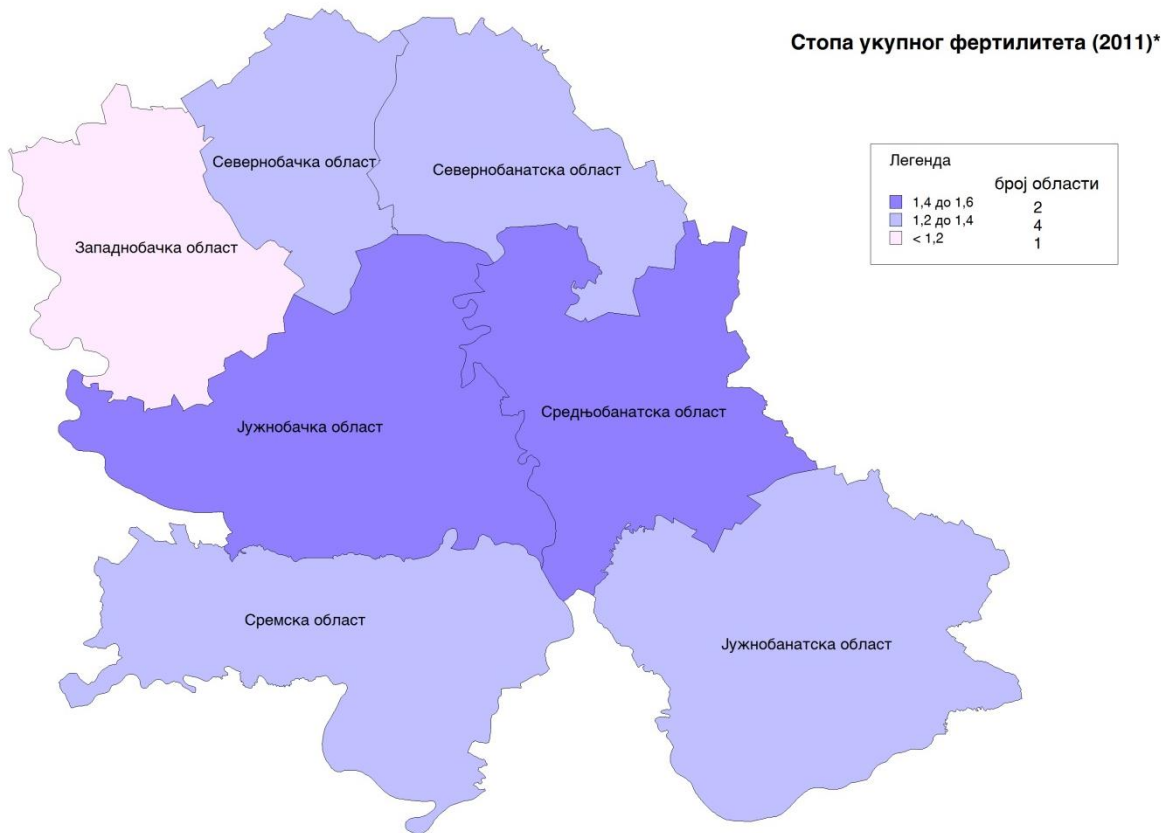 Стопа укупног фертилитета (2011)*
Легенда
број области
1,4 до 1,6 2
1,2 до 1,4 4
< 1,2 1
Севернобачка област
Севернобанатска област
Западнобачка област
Јужнобачка област
Средњобанатска област
Сремска област
Јужнобанатска област